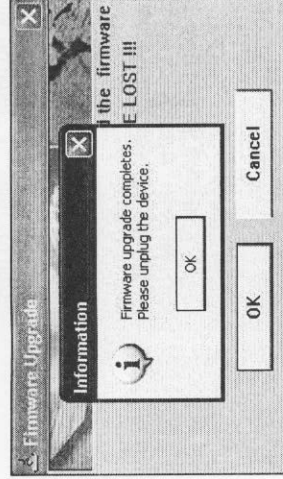 Firmware Upgrade
the firmware
E LOST !!!
Information
Firmware upgrade completes.
Please unplug the device.
OK
OK
Cancel